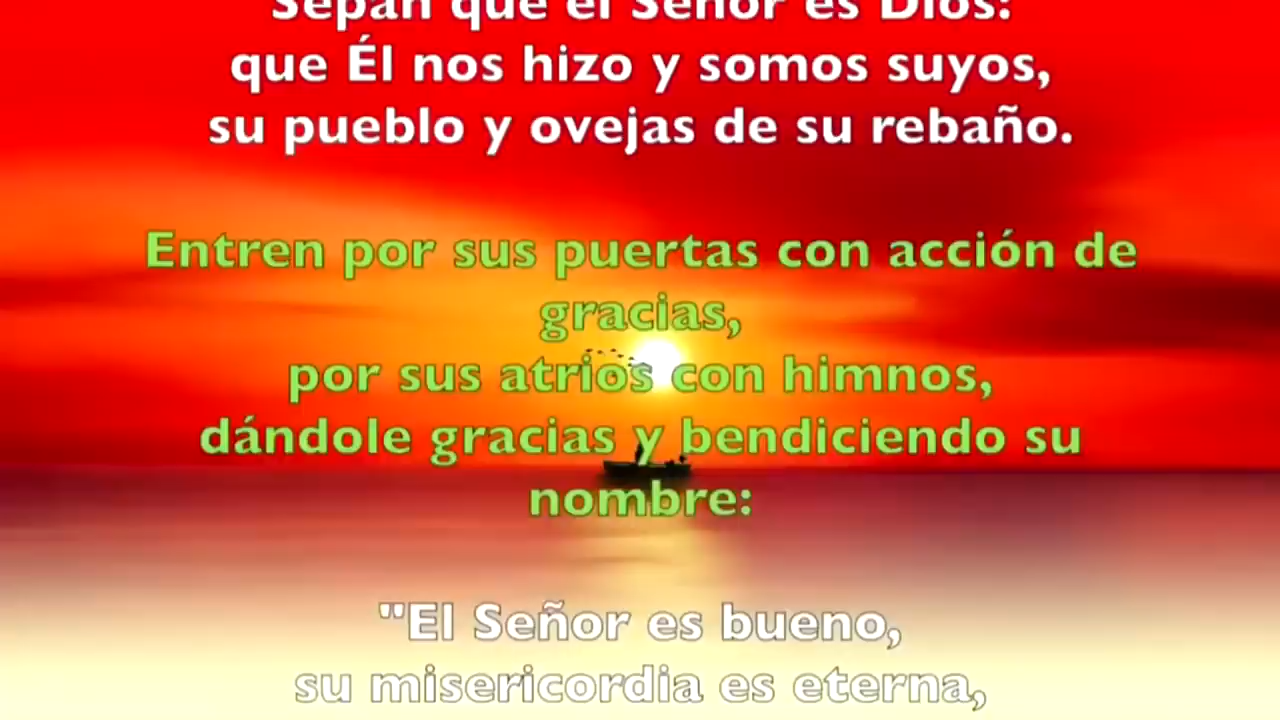 Sepan que el Señor es Dios:
que Él nos hizo y somos suyos,
su pueblo y ovejas de su rebaño.
Entren por sus puertas con acción de
gracias,
por sus atrios con himnos,
dándole gracias y bendiciendo su
nombre:
"El Señor es bueno,
su misericordia es eterna,